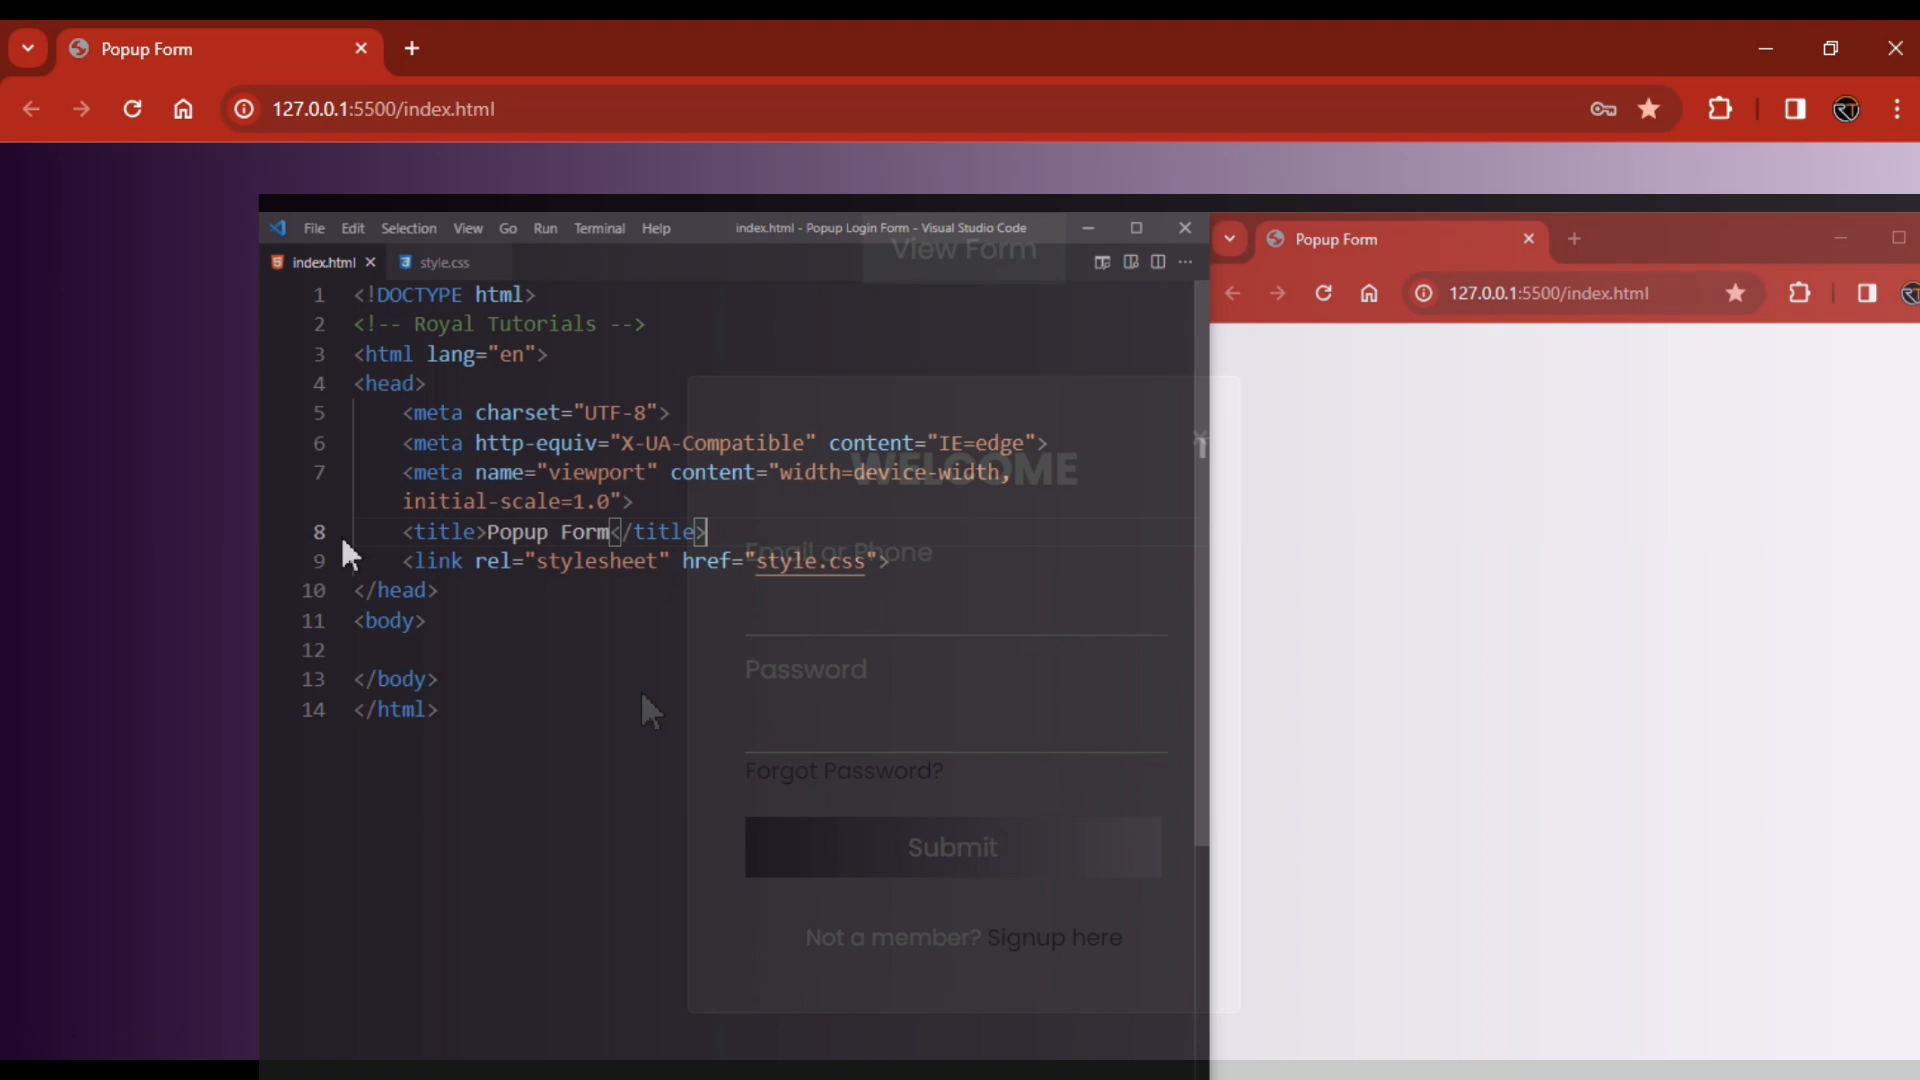 Popup Form
127.0.0.1:5500/index.html
File Edit Selection View Go Run Terminal Help index.html - Popup Login Form - Visual Studio Code
View Form
Popup Form
index.html style.css
127.0.0.1:5500/index.html
1 <!DOCTYPE html>
2 <!-- Royal Tutorials -->
3 <html lang="en">
4 <head>
5 <meta charset="UTF-8">
6 <meta http-equiv="X-UA-Compatible" content="IE=edge">
7 <meta name="viewport" content="width=device-width,
initial-scale=1.0">
8 <title>Popup Form</title>
9 <link rel="stylesheet" href="style.css">
10 </head>
11 <body>
12
13 </body>
14 </html>
WELCOME
Email or Phone
Password
Forgot Password?
Submit
Not a member? Signup here